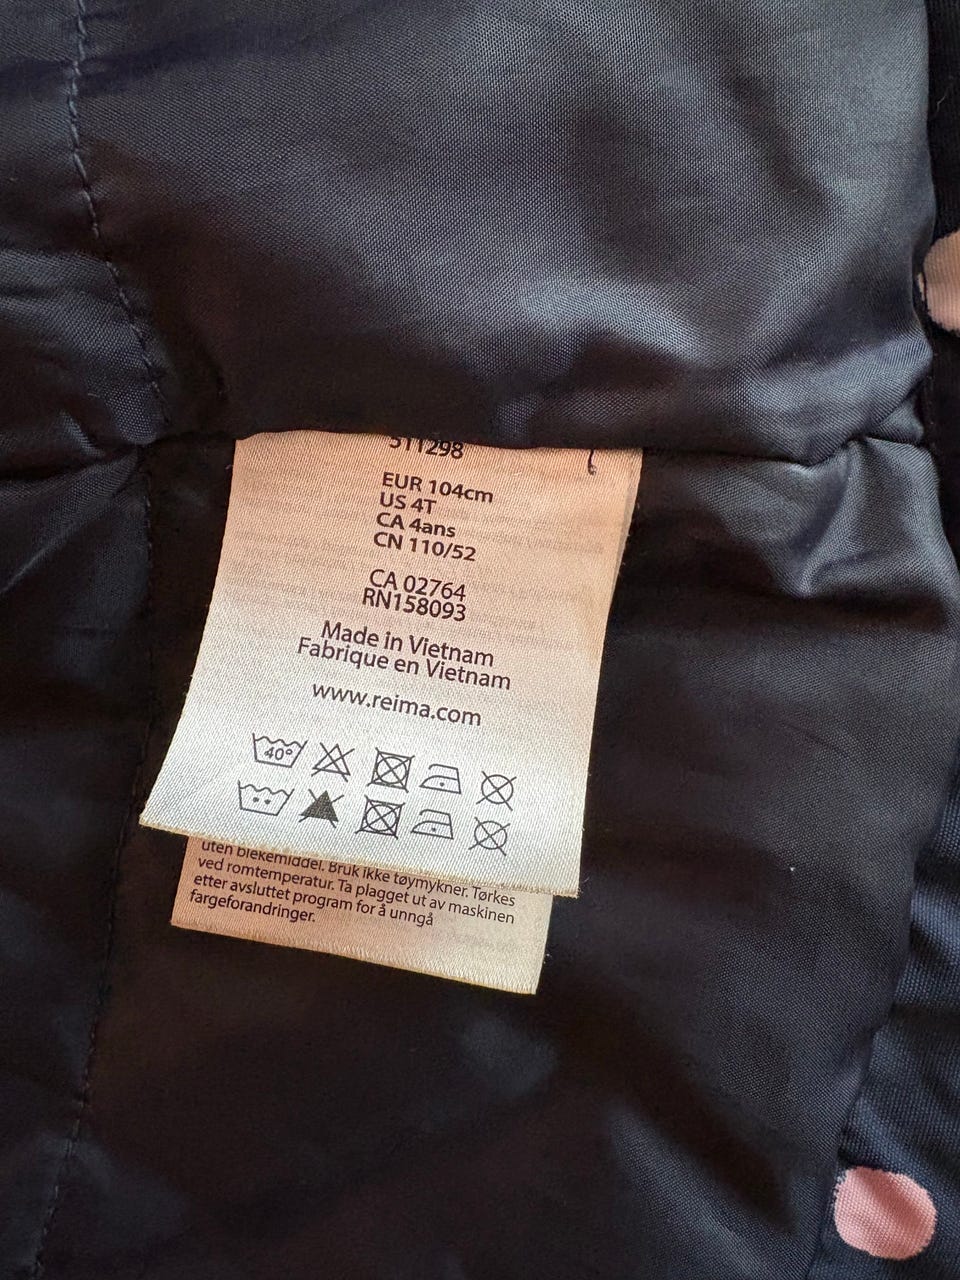 511298
EUR 104cm
US 4T
CA 4ans
CN 110/52
CA 02764
RN158093
Made in Vietnam
Fabrique en Vietnam
www.reima.com
40°
uten blekemiddel. Bruk ikke tøymykner. Tørkes
ved romtemperatur. Ta plagget ut av maskinen
etter avsluttet program for å unngå
fargeforandringer.